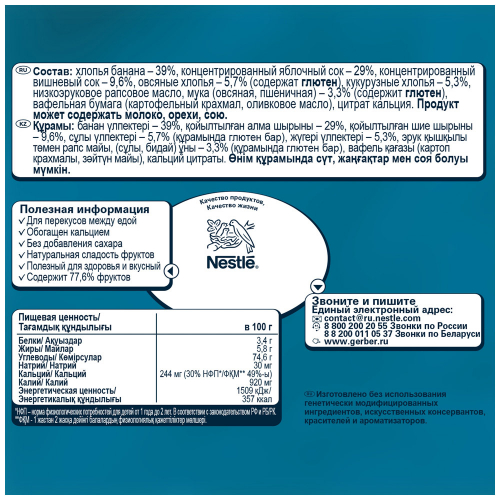 RU Состав: хлопья банана – 39%, концентрированный яблочный сок – 29%, концентрированный
вишневый сок – 9,6%, овсяные хлопья – 5,7% (содержат глютен), кукурузные хлопья – 5,3%,
низкоэруковое рапсовое масло, мука (овсяная, пшеничная) – 3,3% (содержит глютен),
вафельная бумага (картофельный крахмал, оливковое масло), цитрат кальция. Продукт
может содержать молоко, орехи, сою.
KZ Құрамы: банан үлпектері – 39%, қойылтылған алма шырыны – 29%, қойылтылған шие шырыны
– 9,6%, сұлы үлпектері – 5,7% (құрамында глютен бар), жүгері үлпектері – 5,3%, эрук қышқылы
төмен рапс майы, (сұлы, бидай) ұны – 3,3% (құрамында глютен бар), вафель қағазы (картоп
крахмалы, зәйтүн майы), кальций цитраты. Өнім құрамында сүт, жаңғақтар мен соя болуы
мүмкін.
Полезная информация
✓ Для перекусов между едой
✓ Обогащен кальцием
✓ Без добавления сахара
✓ Натуральная сладость фруктов
✓ Полезный для здоровья и вкусный
✓ Содержит 77,6% фруктов
Качество продуктов,
Качество жизни
Nestlé®
Звоните и пишите
Единый электронный адрес:
contact@ru.nestle.com
8 800 200 20 55 Звонки по России
8 8 200 011 05 37 Звонки по Беларуси
www.gerber.ru
Пищевая ценность/
Тағамдық құндылығы в 100 г
Белки/ Ақуыздар 3,4 г
Жиры/ Майлар 5,8 г
Углеводы/ Көмірсулар 74,6 г
Натрий/ Натрий 30 мг
Кальций/ Кальций 244 мг (30% НФП*/ФҚМ** 49%-ы)
Калий/ Калий 920 мг
Энергетическая ценность/ 1509 кДж/
Энергетикалық құндылығы 357 ккал
*НФП – норма физиологических потребностей для детей от 1 года до 2 лет. В соответствии с законодательством РФ и РБ/РК.
**ФҚМ - 1 жастан 2 жасқа дейінгі балалардың физиологиялық қажеттіліктер мөлшері.
RU Изготовлено без использования
генетически модифицированных
ингредиентов, искусственных консервантов,
красителей и ароматизаторов.